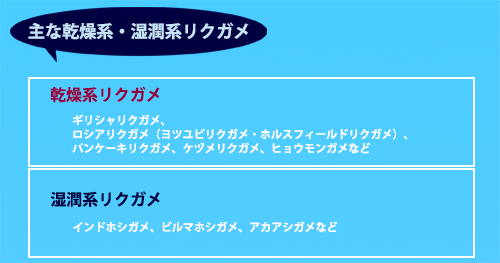 主な乾燥系・湿潤系リクガメ
乾燥系リクガメ
ギリシャリクガメ、
ロシアリクガメ（ヨツユビリクガメ・ホルスフィールドリクガメ）、
パンケーキリクガメ、ケヅメリクガメ、ヒョウモンガメなど
湿潤系リクガメ
インドホシガメ、ビルマホシガメ、アカアシガメなど